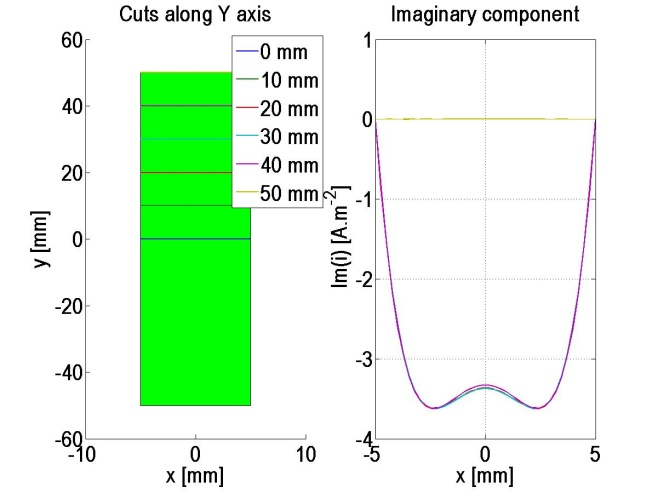 Cuts along Y axis
60
40
20
0
-20
-40
-60
-10
0
10
x [mm]
y [mm]
0 mm
10 mm
20 mm
30 mm
40 mm
50 mm
Imaginary component
1
0
-1
-2
-3
-4
-5
0
5
x [mm]
Im(i) [A.m-2]